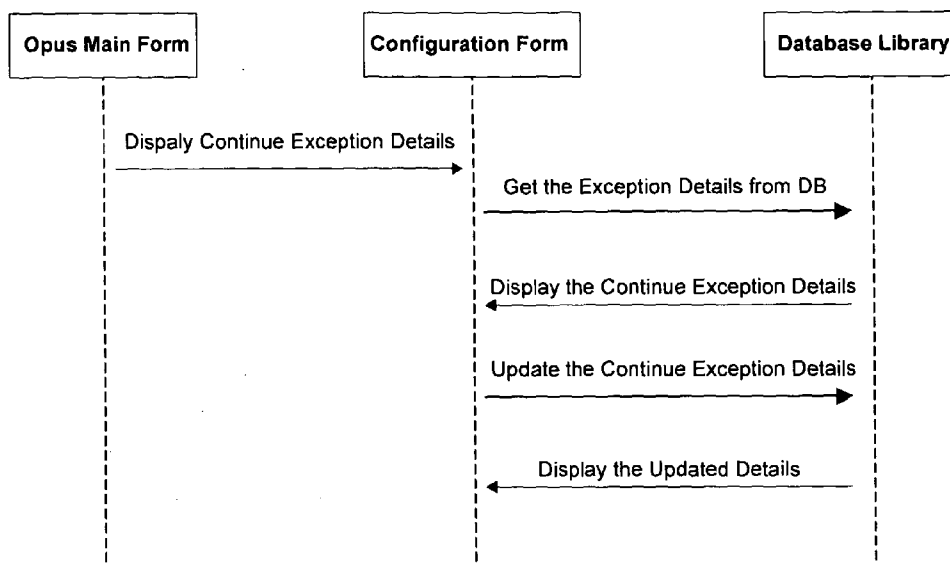 Opus Main Form
Configuration Form
Database Library
Dispaly Continue Exception Details
Get the Exception Details from DB
Display the Continue Exception Details
Update the Continue Exception Details
Display the Updated Details